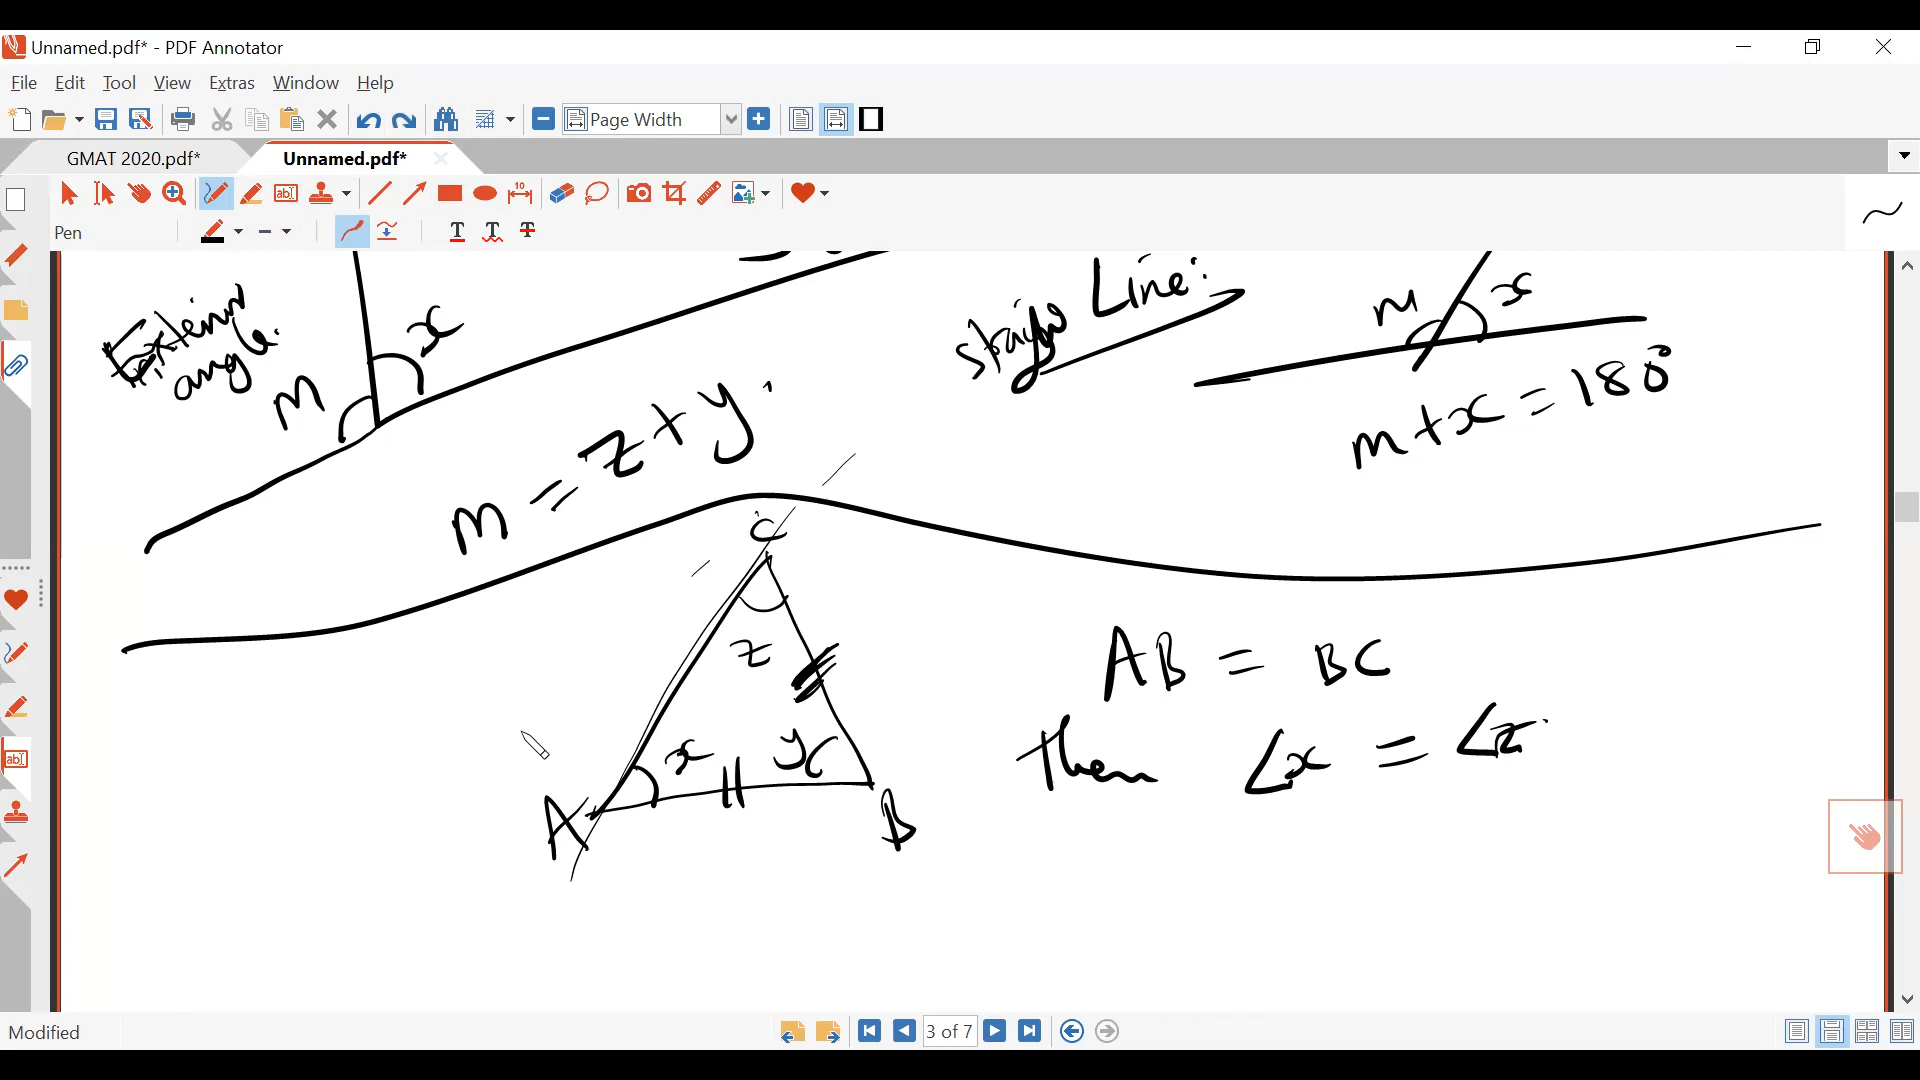 Unnamed.pdf* - PDF Annotator
File Edit Tool View Extras Window Help
Page Width
GMAT 2020.pdf* Unnamed.pdf*
Pen
Exterior angle.
x
M
M = z + y.
Straight Line:
M x
m + x = 180°
C
z
x y
A B
AB = BC
then ∠x = ∠z.
Modified
3 of 7